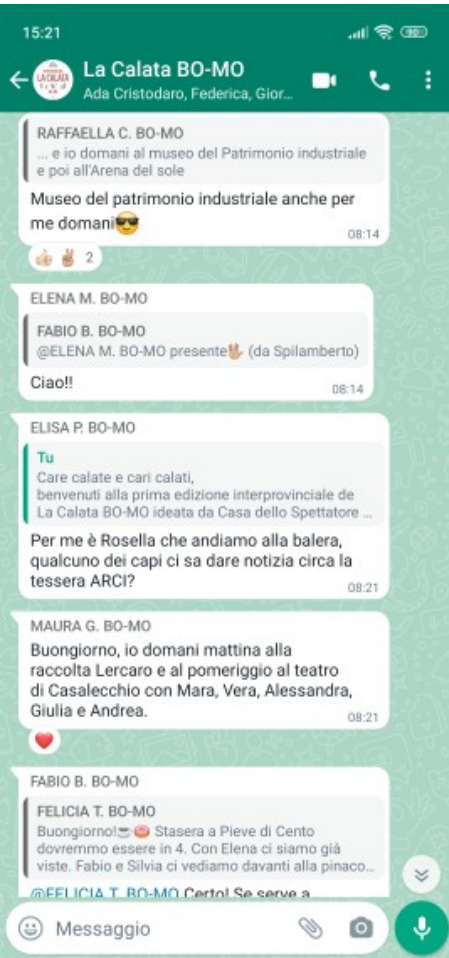 15:21
La Calata BO-MO
Ada Cristodaro, Federica, Gior...
RAFFAELLA C. BO-MO
... e io domani al museo del Patrimonio industriale
e poi all'Arena del sole
Museo del patrimonio industriale anche per
me domani😎
08:14
2
ELENA M. BO-MO
FABIO B. BO-MO
@ELENA M. BO-MO presente🖖 (da Spilamberto)
Ciao!!
08:14
ELISA P. BO-MO
Tu
Care calate e cari calati,
benvenuti alla prima edizione interprovinciale de
La Calata BO-MO ideata da Casa dello Spettatore ...
Per me è Rosella che andiamo alla balera,
qualcuno dei capi ci sa dare notizia circa la
tessera ARCI?
08:21
MAURA G. BO-MO
Buongiorno, io domani mattina alla
raccolta Lercaro e al pomeriggio al teatro
di Casalecchio con Mara, Vera, Alessandra,
Giulia e Andrea.
08:21
FABIO B. BO-MO
FELICIA T. BO-MO
Buongiorno!☕🍩 Stasera a Pieve di Cento
dovremmo essere in 4. Con Elena ci siamo già
viste. Fabio e Silvia ci vediamo davanti alla pinaco...
@FELICIA T. BO-MO Certo! Se serve a
Messaggio